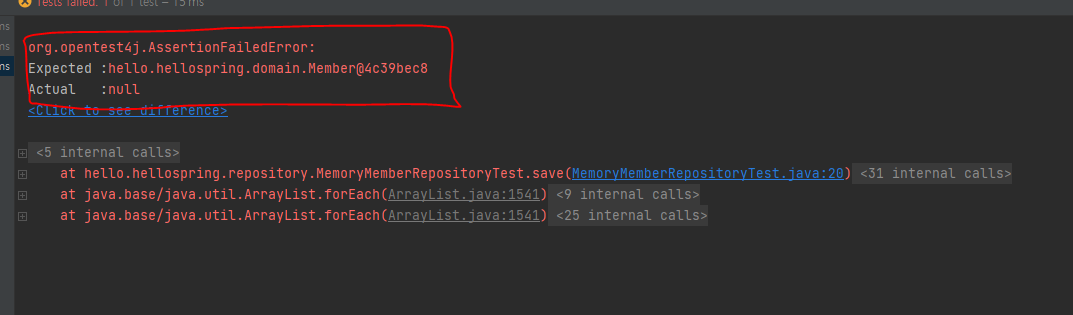 ms
Tests failed: 1 of 1 test – 15 ms
ms
ms
org.opentest4j.AssertionFailedError:
Expected :hello.hellospring.domain.Member@4c39bec8
Actual   :null
<Click to see difference>
<5 internal calls>
    at hello.hellospring.repository.MemoryMemberRepositoryTest.save(MemoryMemberRepositoryTest.java:20) <31 internal calls>
    at java.base/java.util.ArrayList.forEach(ArrayList.java:1541) <9 internal calls>
    at java.base/java.util.ArrayList.forEach(ArrayList.java:1541) <25 internal calls>